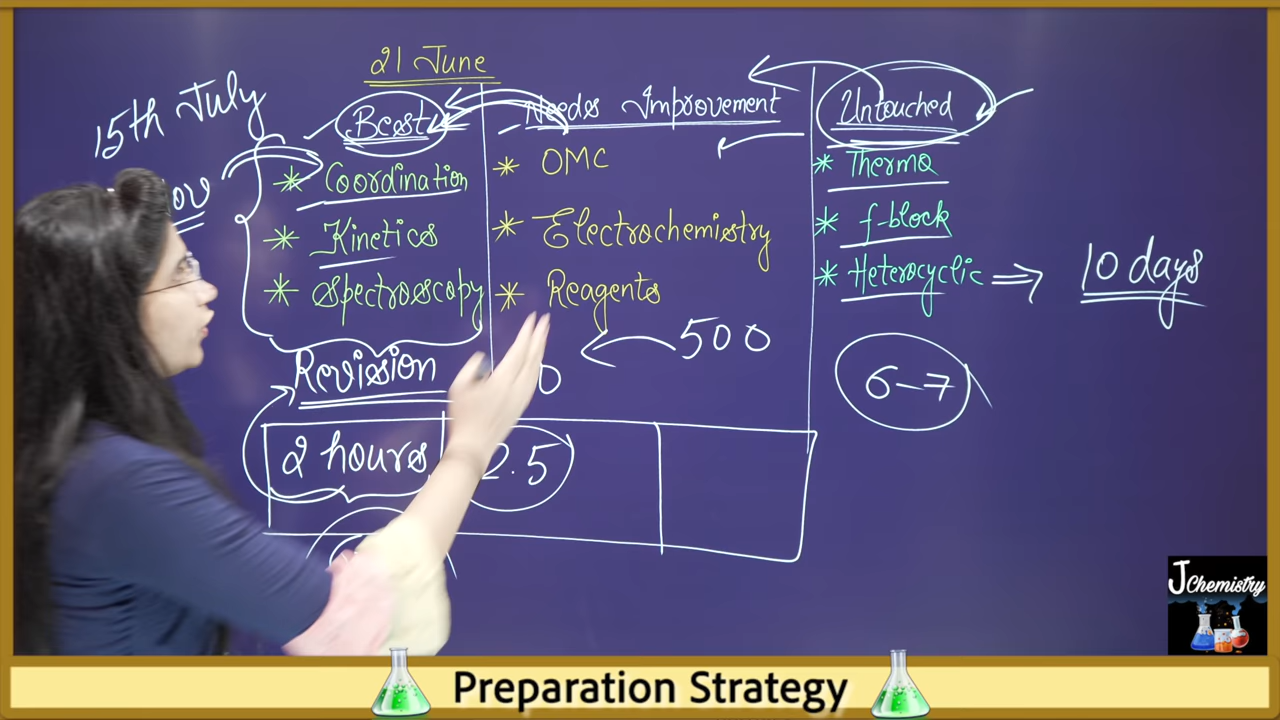 21 June
15th July
Best
Needs Improvement
Untouched
* Coordination
* OMC
* Thermo
* Kinetics
* Electrochemistry
* f-block
* Spectroscopy
* Reagents
* Heterocyclic ⇒ 10 days
500
Revision
6-7
2 hours
2.5
J Chemistry
Preparation Strategy